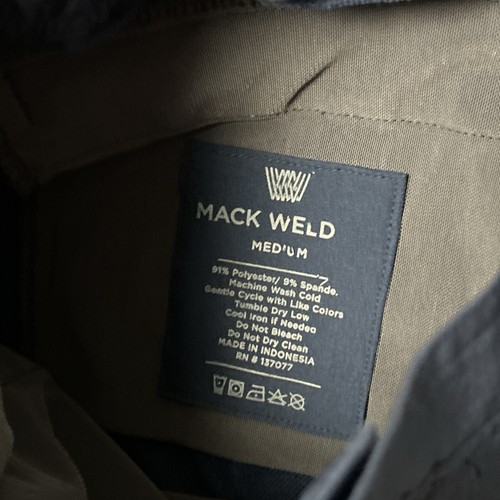 MACK WELD
MEDIUM
91% Polyester/ 9% Spande.
Machine Wash Cold
Gentle Cycle with Like Colors
Tumble Dry Low
Cool Iron if Needed
Do Not Bleach
Do Not Dry Clean
MADE IN INDONESIA
RN # 137077